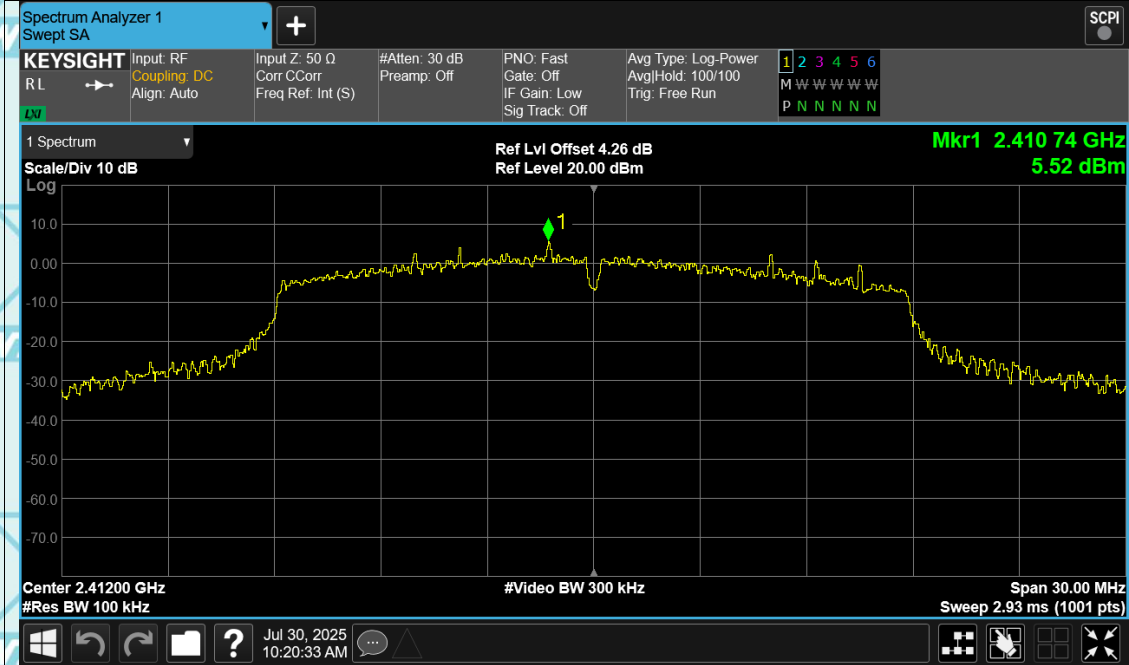 Spectrum Analyzer 1
Swept SA
+
SCPI
KEYSIGHT
R L
LXI
Input: RF
Coupling: DC
Align: Auto
Input Z: 50 Ω
Corr CCorr
Freq Ref: Int (S)
#Atten: 30 dB
Preamp: Off
PNO: Fast
Gate: Off
IF Gain: Low
Sig Track: Off
Avg Type: Log-Power
Avg|Hold: 100/100
Trig: Free Run
1 2 3 4 5 6
M W W W W W
P N N N N N
1 Spectrum
Scale/Div 10 dB
Log
Ref Lvl Offset 4.26 dB
Ref Level 20.00 dBm
Mkr1 2.410 74 GHz
5.52 dBm
1
10.0
0.00
-10.0
-20.0
-30.0
-40.0
-50.0
-60.0
-70.0
Center 2.41200 GHz
#Res BW 100 kHz
#Video BW 300 kHz
Span 30.00 MHz
Sweep 2.93 ms (1001 pts)
?
Jul 30, 2025
10:20:33 AM